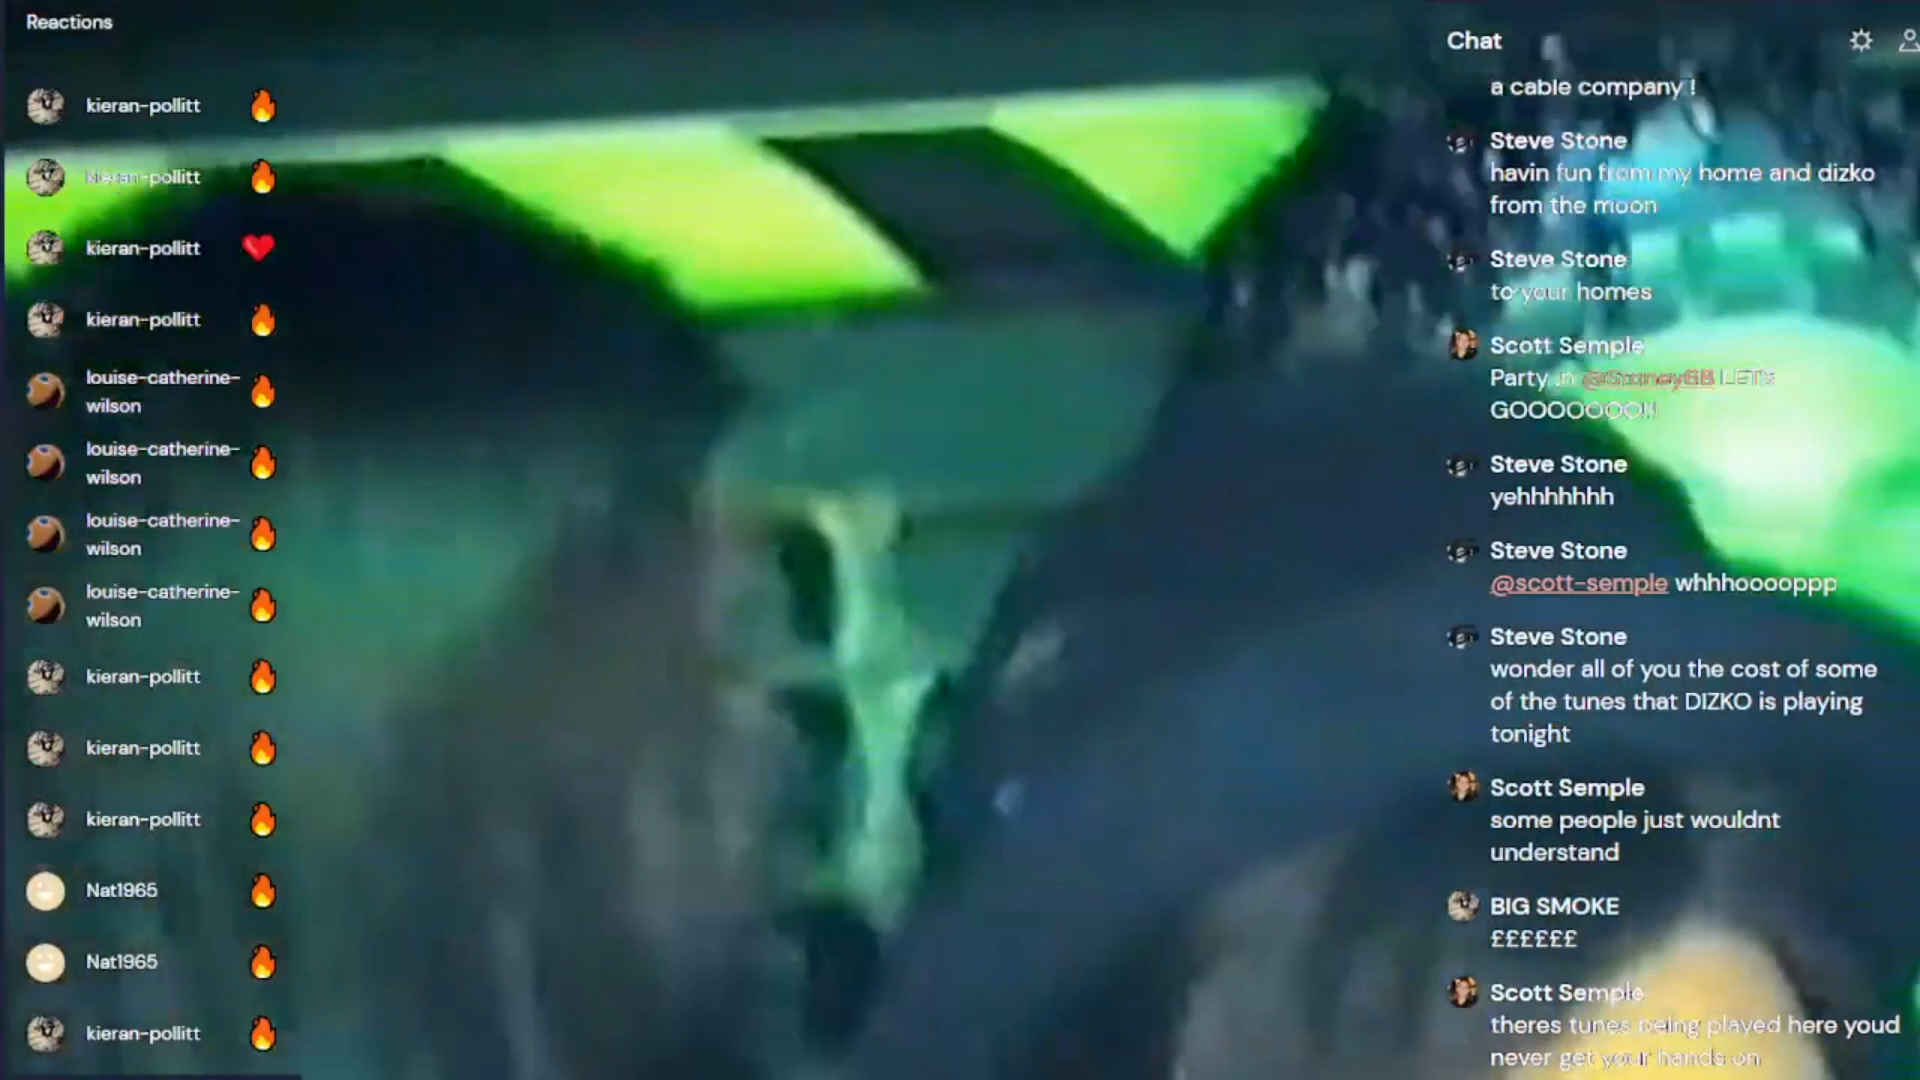 Reactions
kieran-pollitt
kieran-pollitt
kieran-pollitt
kieran-pollitt
louise-catherine-
wilson
louise-catherine-
wilson
louise-catherine-
wilson
louise-catherine-
wilson
kieran-pollitt
kieran-pollitt
kieran-pollitt
Nat1965
Nat1965
kieran-pollitt
Chat
a cable company !
Steve Stone
havin fun from my home and dizko
from the moon
Steve Stone
to your homes
Scott Semple
Party in LETS
GOOOOOOO!!
Steve Stone
yehhhhhhh
Steve Stone
@scott-semple whhhooooppp
Steve Stone
wonder all of you the cost of some
of the tunes that DIZKO is playing
tonight
Scott Semple
some people just wouldnt
understand
BIG SMOKE
££££££
Scott Semple
theres tunes being played here youd
never get your hands on